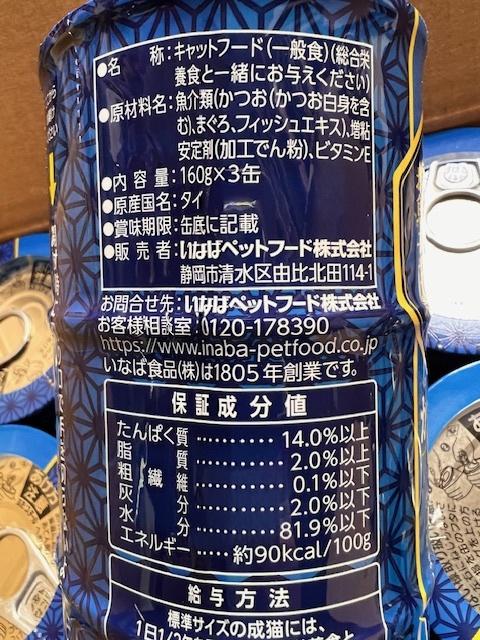 ●名 称:キャットフード(一般食)(総合栄
養食と一緒にお与えください)
●原材料名:魚介類(かつお(かつお白身を含
む)、まぐろ、フィッシュエキス)、増粘
安定剤(加工でん粉)、ビタミンE
●内 容 量:160g×3缶
●原産国名:タイ
●賞味期限:缶底に記載
●販 売 者:いなばペットフード株式会社
静岡市清水区由比北田114-1
お問合せ先:いなばペットフード株式会社
お客様相談室:0120-178390
https://www.inaba-petfood.co.jp
いなば食品(株)は1805年創業です。
保証成分値
たんぱく質 ………… 14.0%以上
脂 質 ………… 2.0%以上
粗 繊 維 ………… 0.1%以下
灰 分 ………… 2.0%以下
水 分 ………… 81.9%以下
エネルギー …… 約90kcal/100g
給与方法
標準サイズの成猫には、